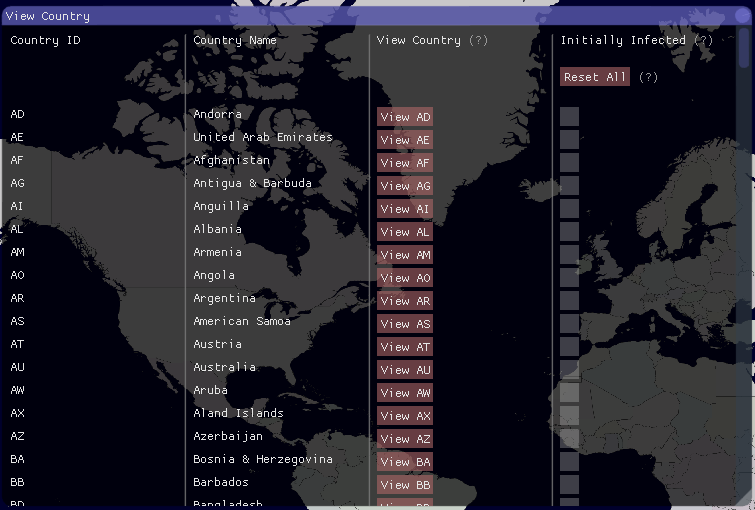 View Country
Country ID Country Name View Country (?) Initially Infected (?)
Reset All (?)
AD Andorra View AD
AE United Arab Emirates View AE
AF Afghanistan View AF
AG Antigua & Barbuda View AG
AI Anguilla View AI
AL Albania View AL
AM Armenia View AM
AO Angola View AO
AR Argentina View AR
AS American Samoa View AS
AT Austria View AT
AU Australia View AU
AW Aruba View AW
AX Aland Islands View AX
AZ Azerbaijan View AZ
BA Bosnia & Herzegovina View BA
BB Barbados View BB
BD Bangladesh View BD